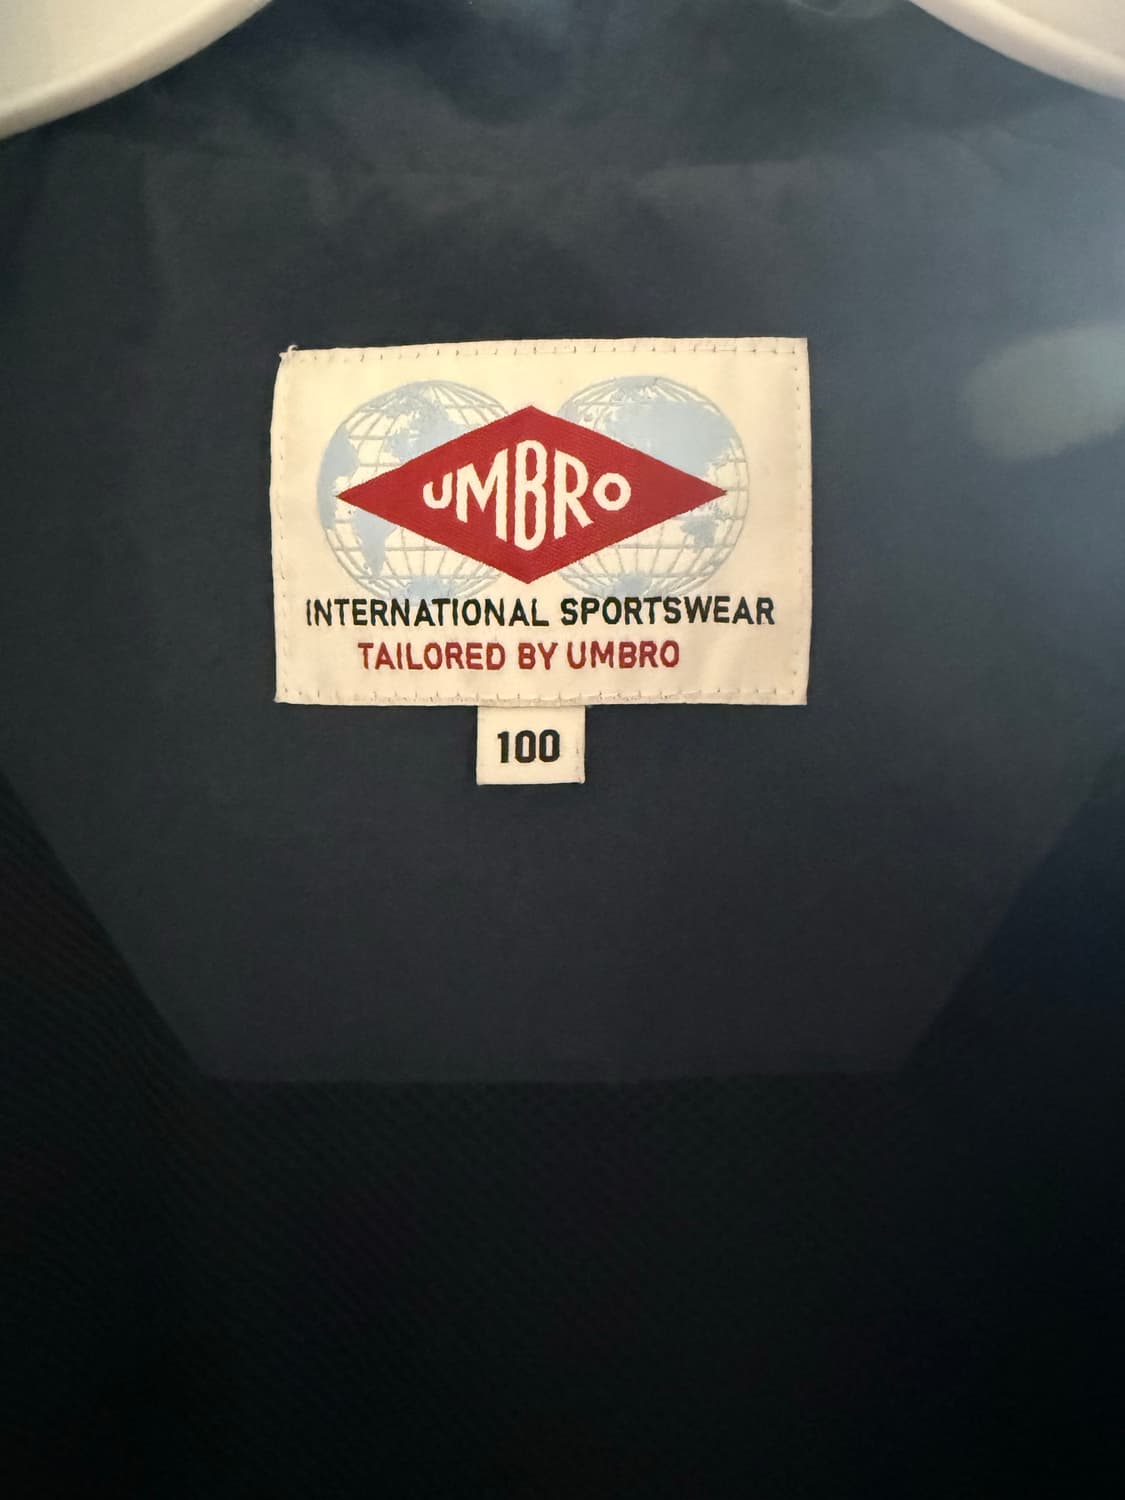 UMBRO
INTERNATIONAL SPORTSWEAR
TAILORED BY UMBRO
100